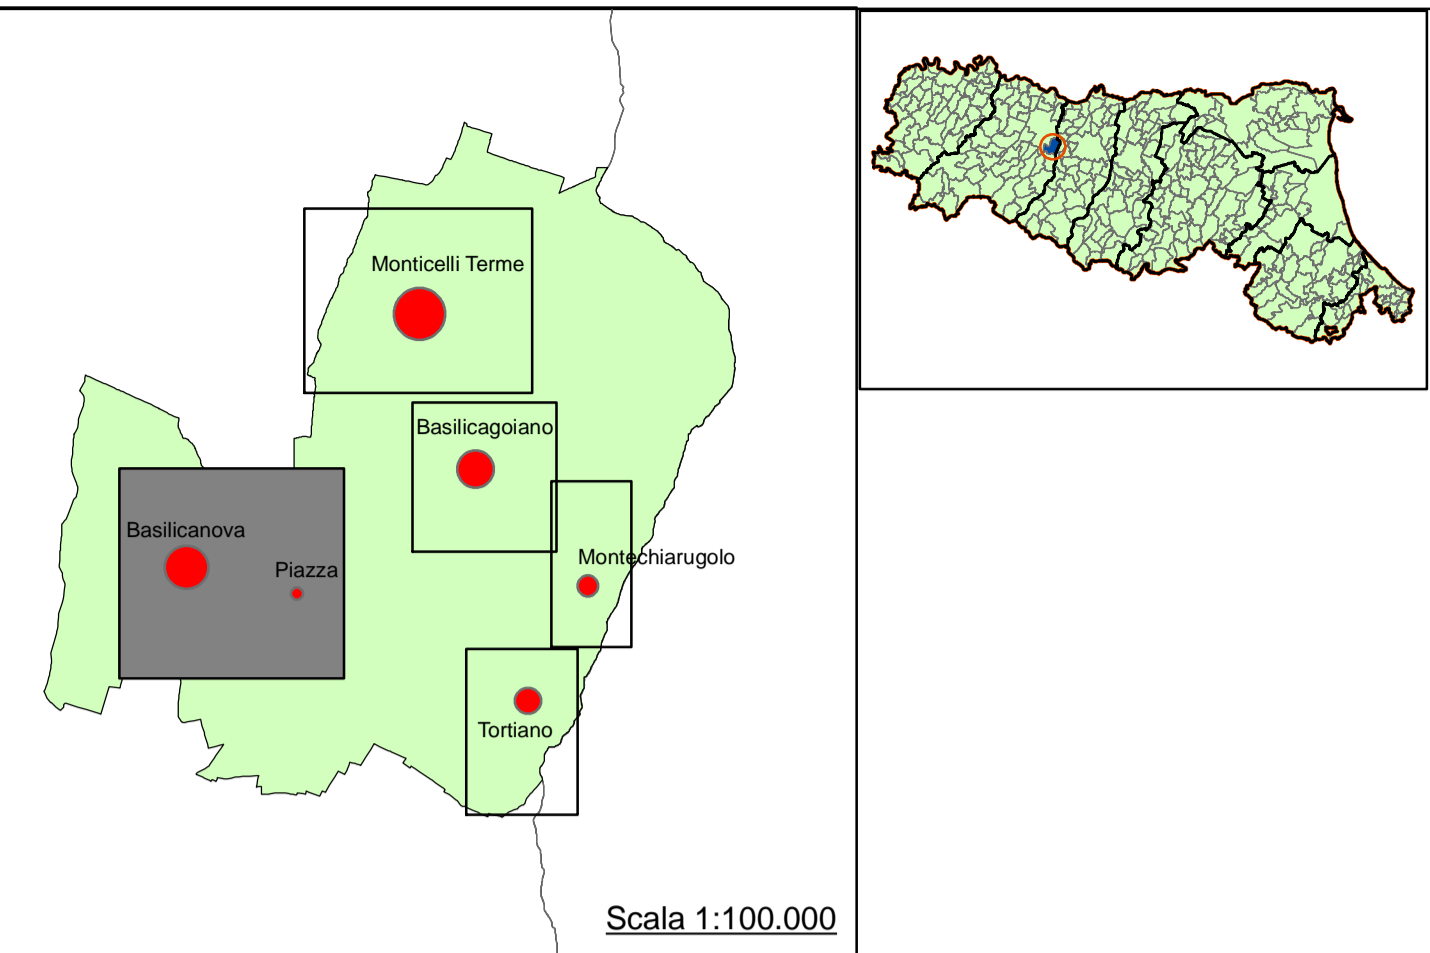 Monticelli Terme
Basilicagoiano
Basilicanova
Montechiarugolo
Piazza
Tortiano
Scala 1:100.000